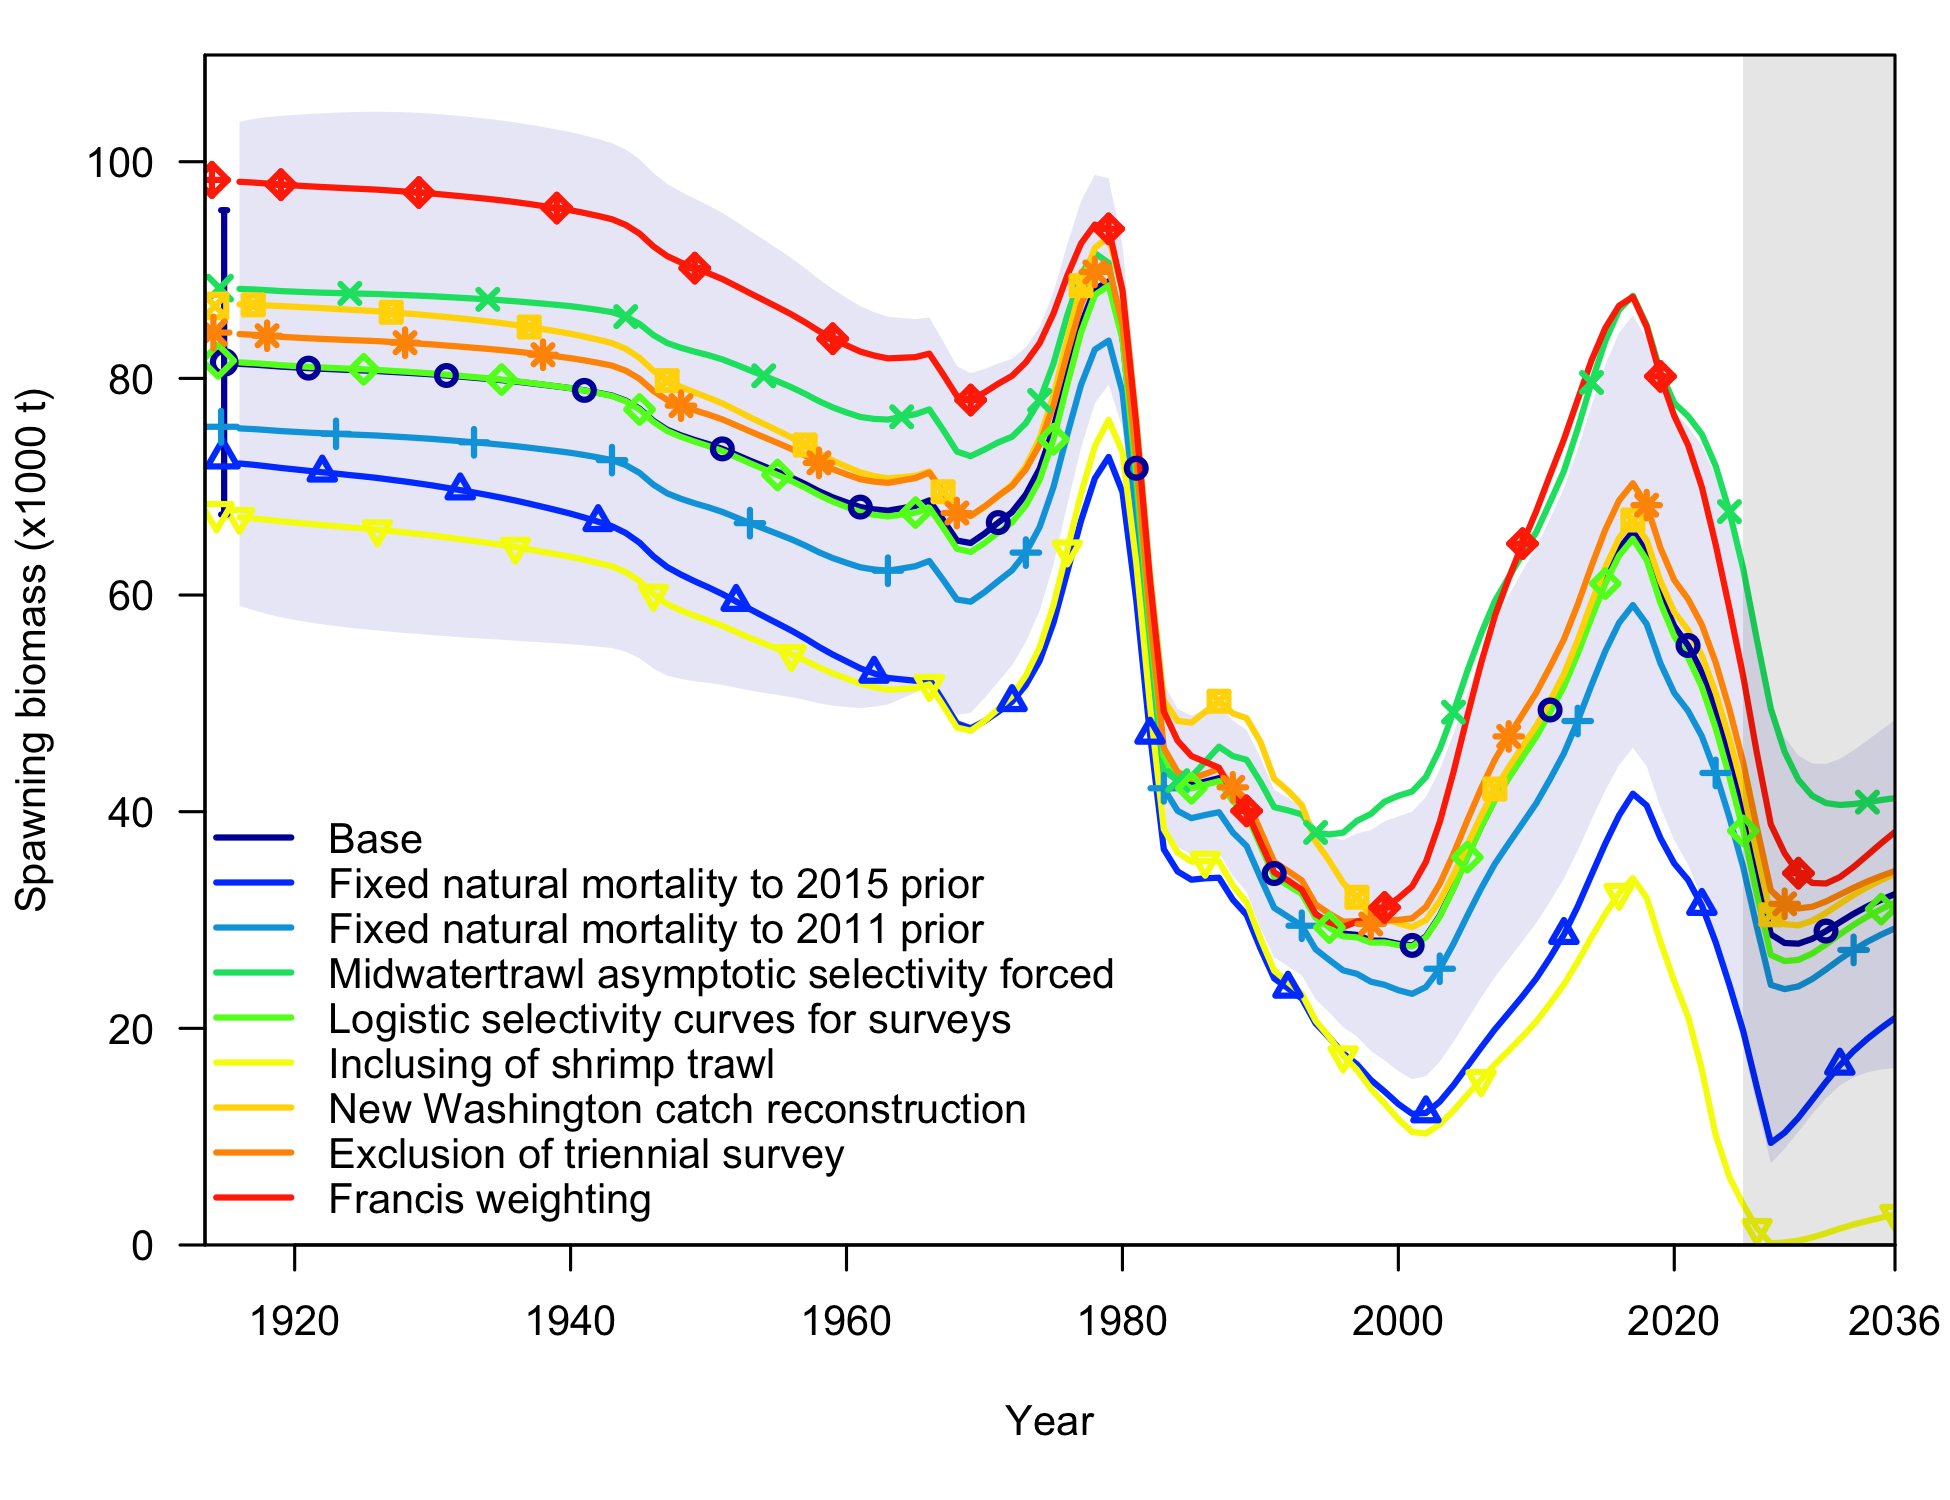 Spawning biomass (x1000 t)
100
80
60
40
20
0
Base
Fixed natural mortality to 2015 prior
Fixed natural mortality to 2011 prior
Midwatertrawl asymptotic selectivity forced
Logistic selectivity curves for surveys
Inclusing of shrimp trawl
New Washington catch reconstruction
Exclusion of triennial survey
Francis weighting
1920 1940 1960 1980 2000 2020 2036
Year